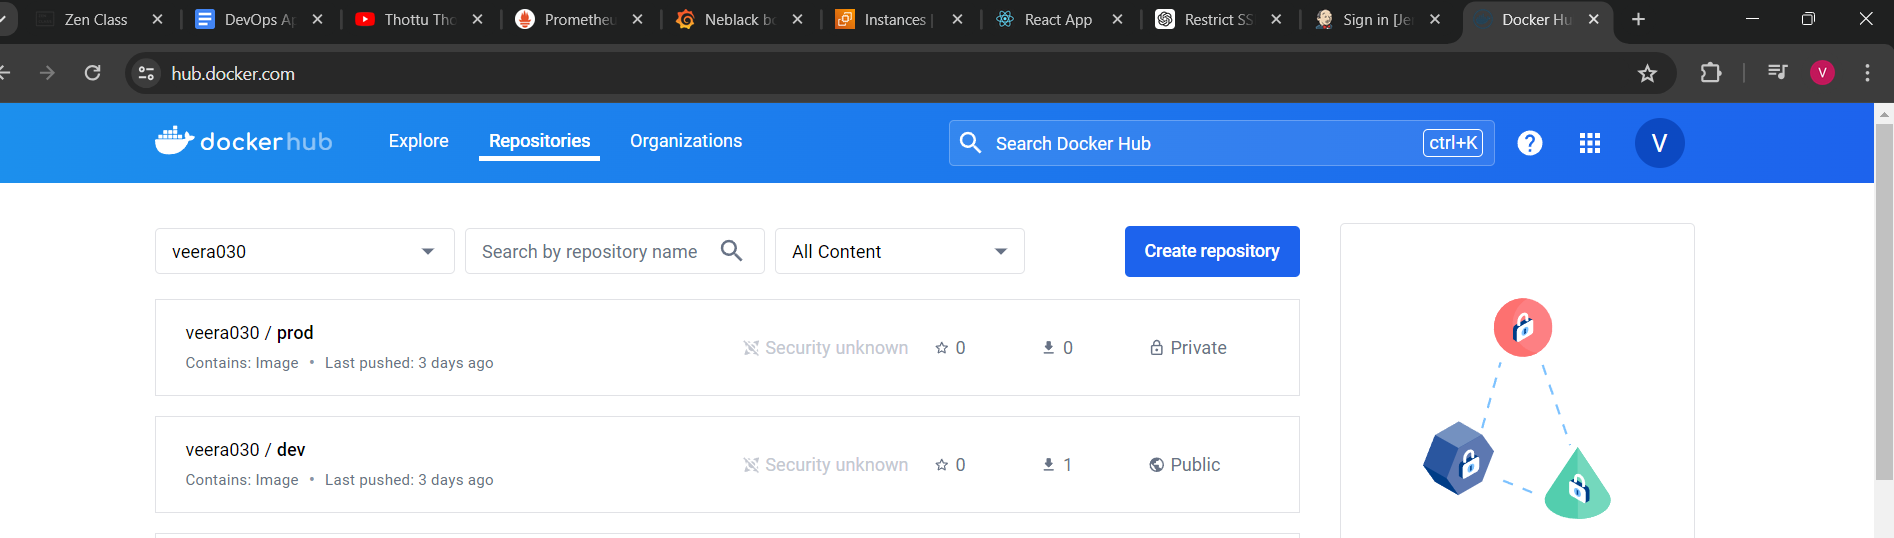 Zen Class
DevOps Ap
Thottu Tho
Prometheu
Neblack bo
Instances |
React App
Restrict SS
Sign in [Je
Docker Hu
hub.docker.com
V
docker hub
Explore
Repositories
Organizations
Search Docker Hub
ctrl+K
?
V
veera030
Search by repository name
All Content
Create repository
veera030 / prod
Contains: Image • Last pushed: 3 days ago
Security unknown
0
0
Private
veera030 / dev
Contains: Image • Last pushed: 3 days ago
Security unknown
0
1
Public